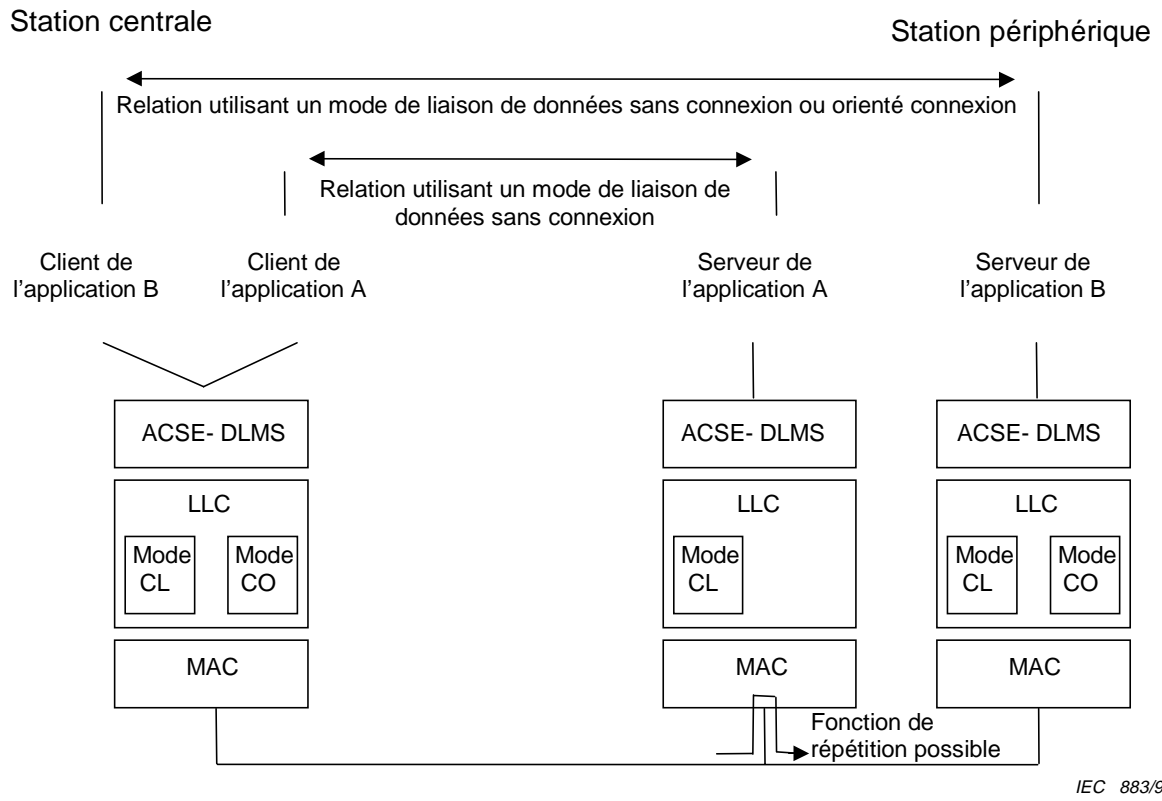 Station centrale
Station périphérique
Relation utilisant un mode de liaison de données sans connexion ou orienté connexion
Relation utilisant un mode de liaison de
données sans connexion
Client de
l'application B
Client de
l'application A
Serveur de
l'application A
Serveur de
l'application B
ACSE- DLMS
ACSE- DLMS
ACSE- DLMS
LLC
LLC
LLC
Mode
CL
Mode
CO
Mode
CL
Mode
CL
Mode
CO
MAC
MAC
MAC
Fonction de
répétition possible
IEC 883/9